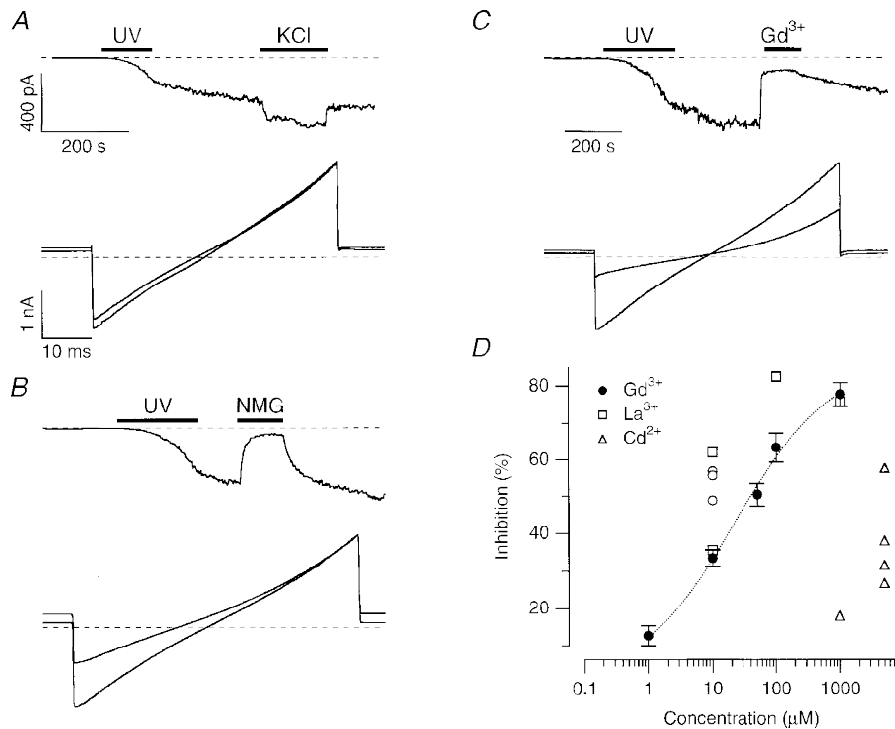 A
UV KCl
400 pA
200 s
1 nA
10 ms
B
UV NMG
C
UV Gd³⁺
200 s
D
Gd³⁺
La³⁺
Cd²⁺
80
60
40
20
Inhibition (%)
0.1 1 10 100 1000
Concentration (µM)